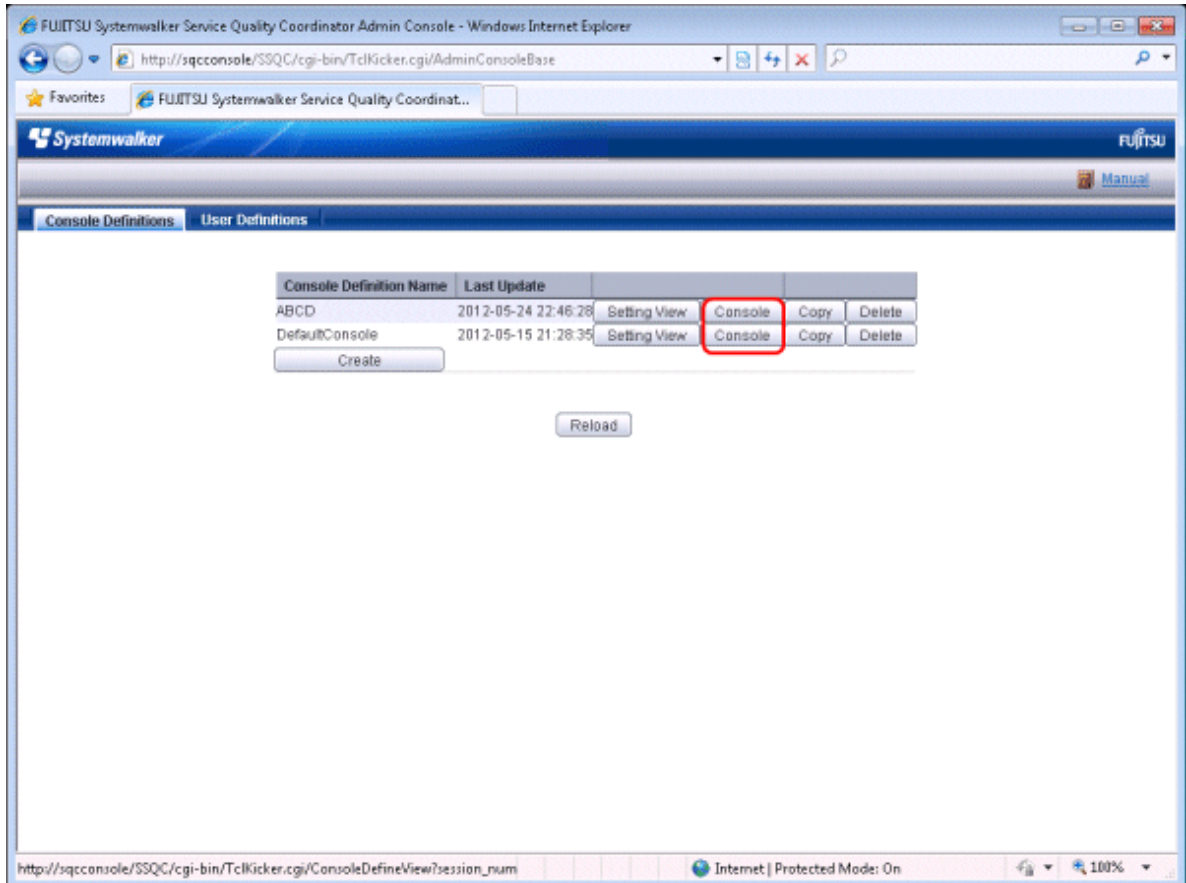 FUJITSU Systemwalker Service Quality Coordinator Admin Console - Windows Internet Explorer
http://sqcconsole/SSQC/cgi-bin/TclKicker.cgi/AdminConsoleBase
Favorites FUJITSU Systemwalker Service Quality Coordinat...
Systemwalker FUJITSU
Manual
Console Definitions User Definitions
Console Definition Name Last Update
ABCD 2012-05-24 22:46:28 Setting View Console Copy Delete
DefaultConsole 2012-05-15 21:28:35 Setting View Console Copy Delete
Create
Reload
http://sqcconsole/SSQC/cgi-bin/TclKicker.cgi/ConsoleDefineView?session_num Internet | Protected Mode: On 100%